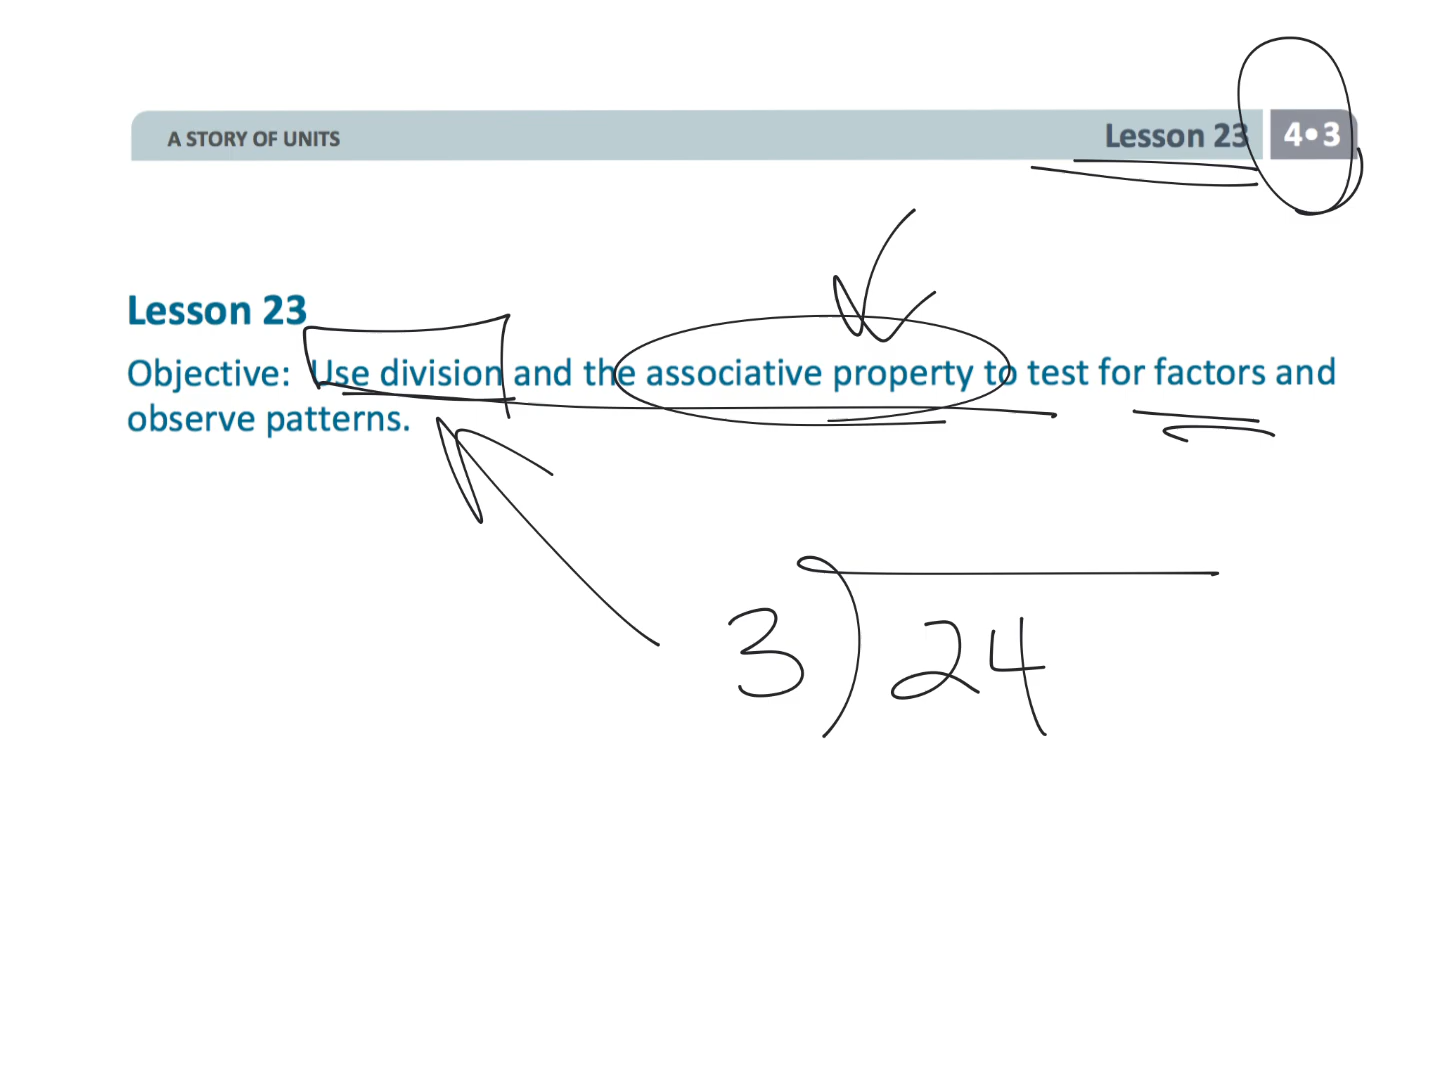 A STORY OF UNITS
Lesson 23 4•3
Lesson 23
Objective: Use division and the associative property to test for factors and
observe patterns.
3)24